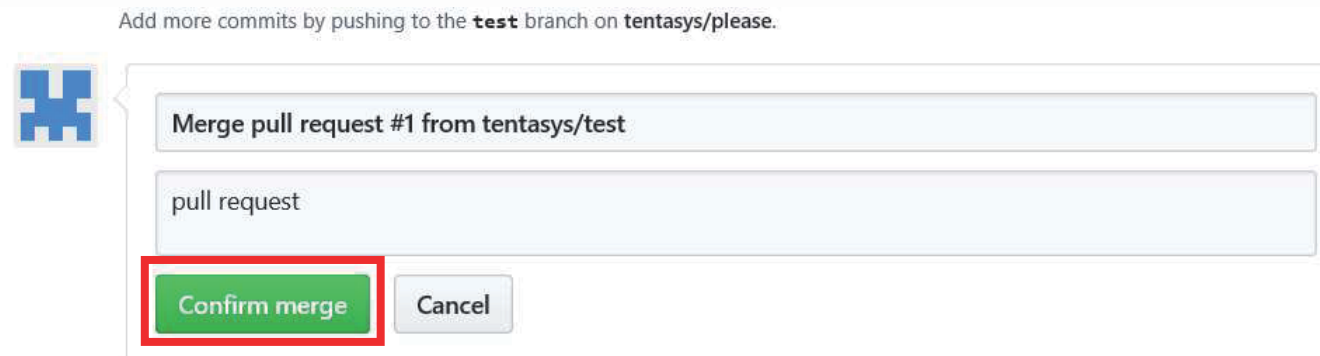 Add more commits by pushing to the test branch on tentasys/please.
Merge pull request #1 from tentasys/test
pull request
Confirm merge
Cancel